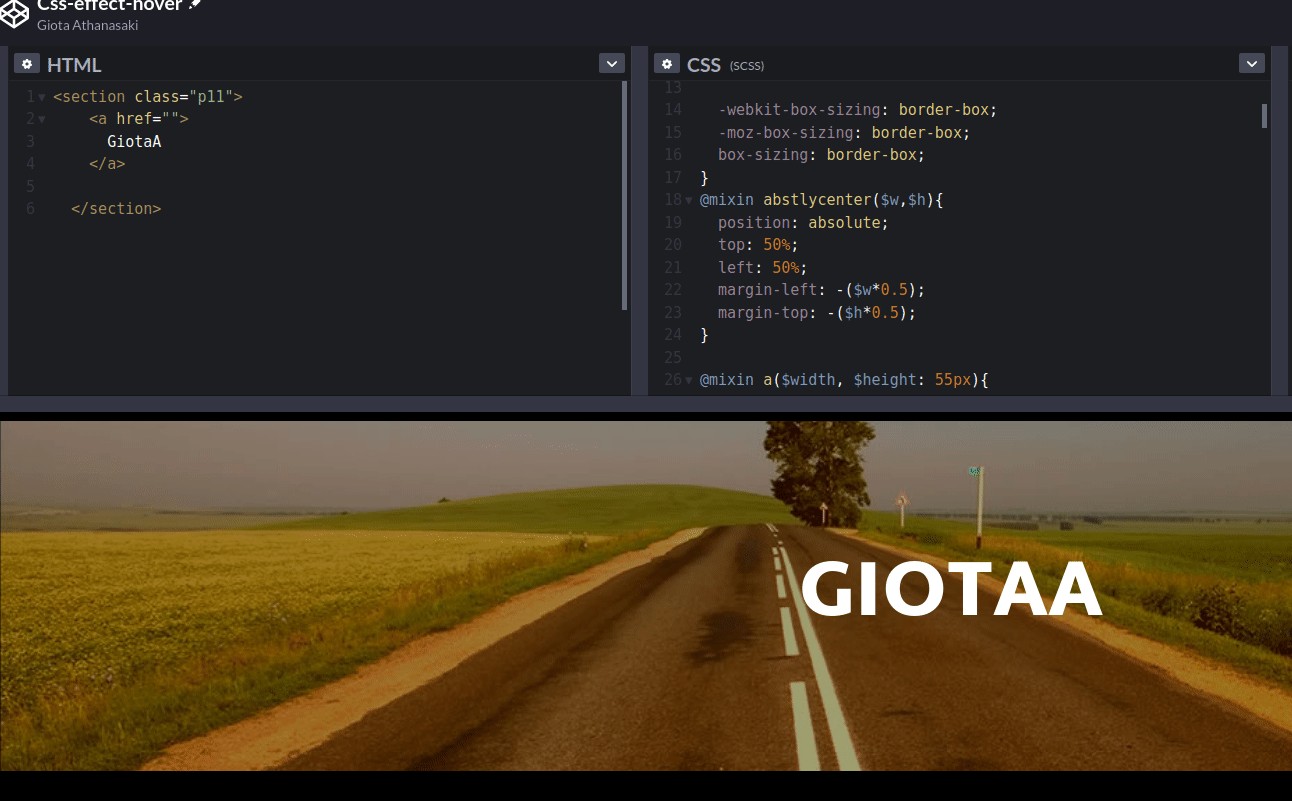 Css-effect-hover
Giota Athanasaki
HTML
1 <section class="p11">
2 <a href="">
3 GiotaA
4 </a>
5
6 </section>
CSS (SCSS)
13
14 -webkit-box-sizing: border-box;
15 -moz-box-sizing: border-box;
16 box-sizing: border-box;
17 }
18 @mixin abstlycenter($w,$h){
19 position: absolute;
20 top: 50%;
21 left: 50%;
22 margin-left: -($w*0.5);
23 margin-top: -($h*0.5);
24 }
25
26 @mixin a($width, $height: 55px){
GIOTAA